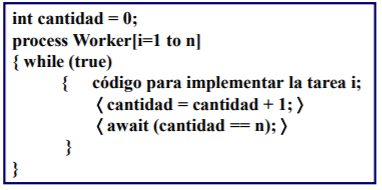 int cantidad = 0;
process Worker[i=1 to n]
{ while (true)
{ código para implementar la tarea i;
〈 cantidad = cantidad + 1; 〉
〈 await (cantidad == n); 〉
}
}